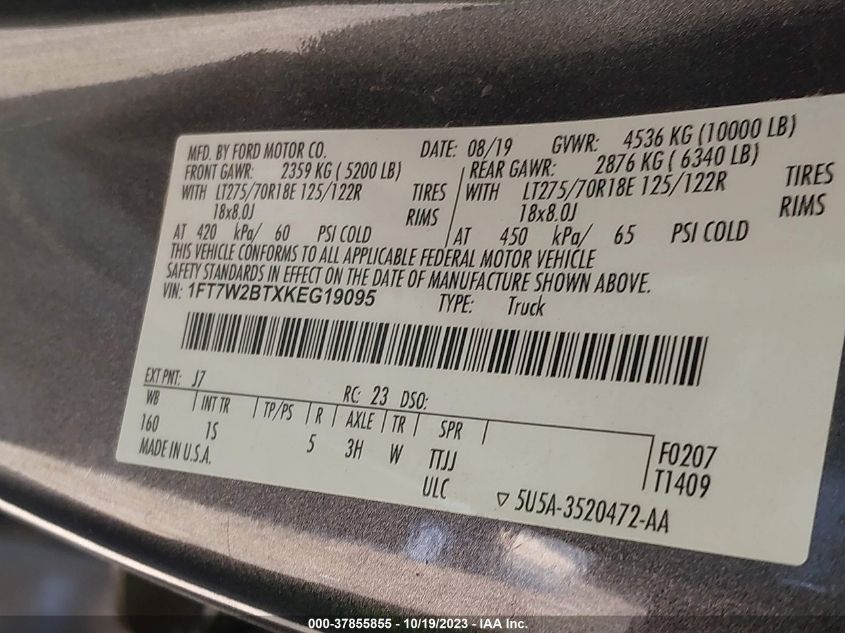 MFD. BY FORD MOTOR CO. DATE: 08/19 GVWR: 4536 KG (10000 LB)
FRONT GAWR: 2359 KG ( 5200 LB) REAR GAWR: 2876 KG ( 6340 LB)
WITH LT275/70R18E 125/122R TIRES WITH LT275/70R18E 125/122R TIRES
18x8.0J RIMS 18x8.0J RIMS
AT 420 kPa/ 60 PSI COLD AT 450 kPa/ 65 PSI COLD
THIS VEHICLE CONFORMS TO ALL APPLICABLE FEDERAL MOTOR VEHICLE
SAFETY STANDARDS IN EFFECT ON THE DATE OF MANUFACTURE SHOWN ABOVE.
VIN: 1FT7W2BTXKEG19095 TYPE: Truck
EXT PNT: J7 RC: 23 DSO:
WB INT TR TP/PS R AXLE TR SPR
160 1S 5 3H W TTJJ F0207
MADE IN U.S.A. ULC T1409
5U5A-3520472-AA
000-37855855 - 10/19/2023 - IAA Inc.